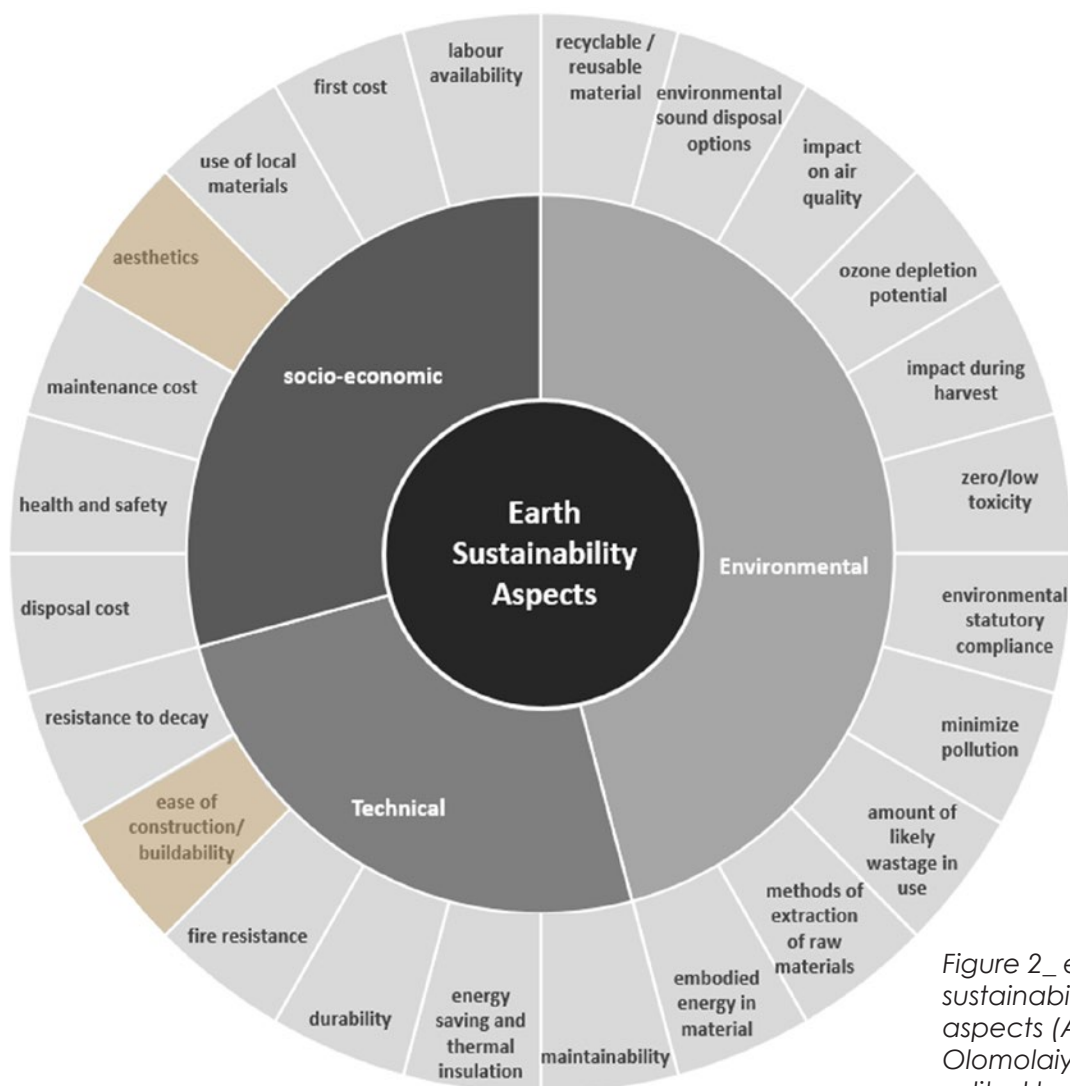 Earth
Sustainability
Aspects
Environmental
Technical
socio-economic
recyclable /
reusable
material
environmental
sound disposal
options
impact
on air
quality
ozone depletion
potential
impact during
harvest
zero/low
toxicity
environmental
statutory
compliance
minimize
pollution
amount of
likely
wastage in
use
methods of
extraction
of raw
materials
embodied
energy in
material
maintainability
energy
saving and
thermal
insulation
durability
fire resistance
ease of
construction/
buildability
resistance to decay
disposal cost
health and safety
maintenance cost
aesthetics
use of local
materials
first cost
labour
availability
Figure 2_
aspects